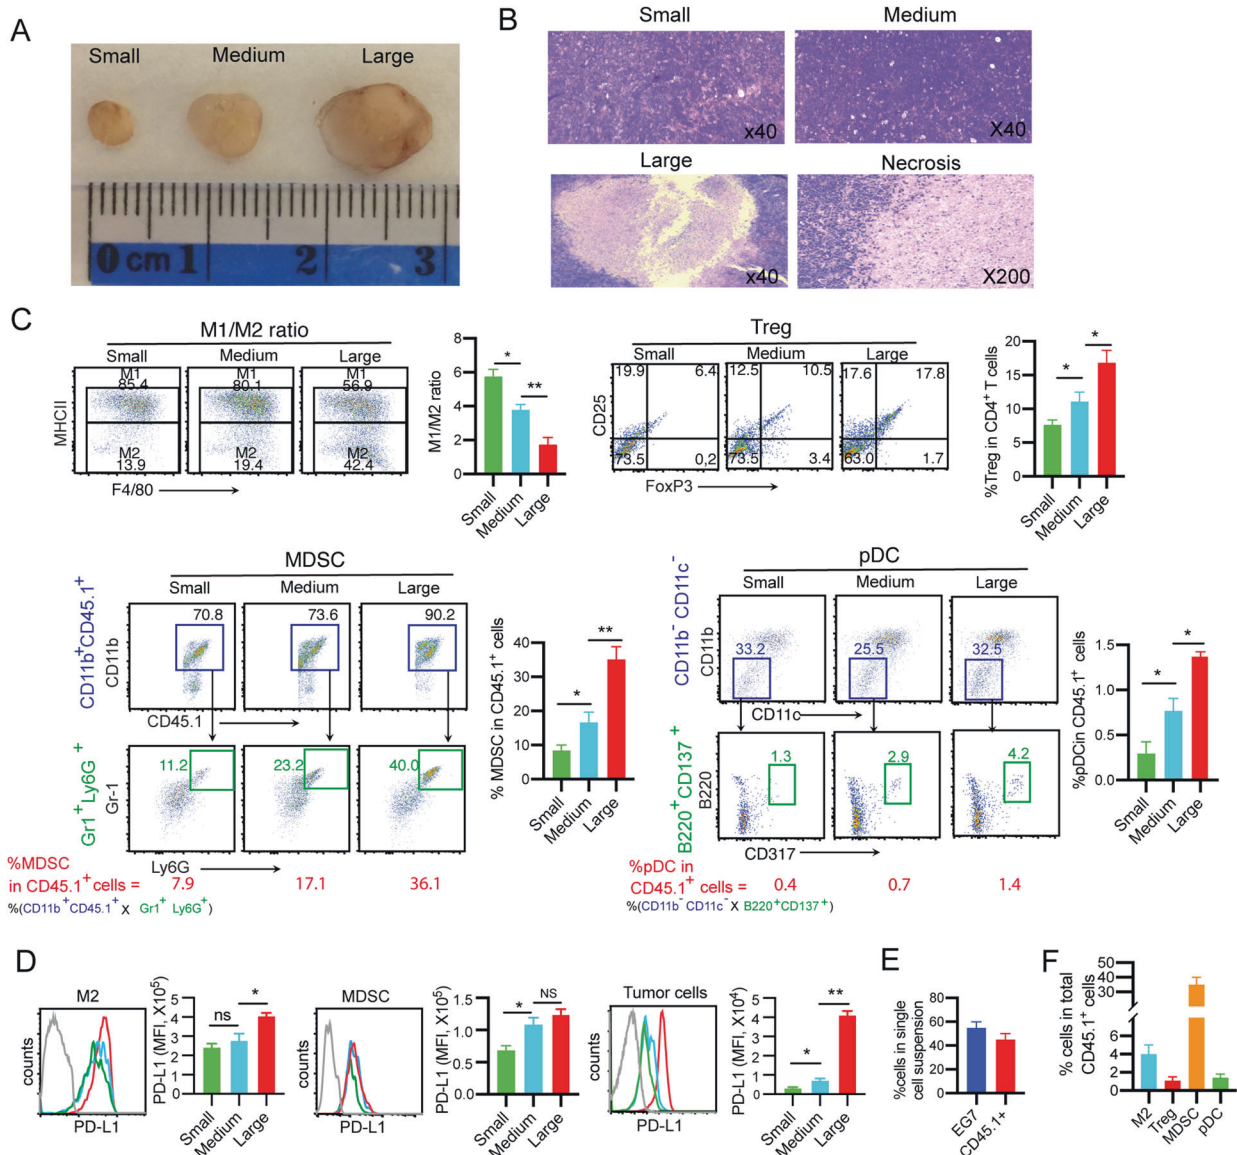 A
Small
Medium
Large
0 cm 1
2
3
B
Small
Medium
x40
X40
Large
Necrosis
x40
X200
C
M1/M2 ratio
Small
Medium
Large
M1
85.4
M1
80.1
M1
56.9
MHCII
M2
13.9
M2
19.4
M2
42.4
F4/80
M1/M2 ratio
8
6
4
2
0
*
**
Small
Medium
Large
Treg
Small
Medium
Large
19.9
6.4
12.5
10.5
17.6
17.8
CD25
73.5
0,2
73.5
3.4
63.0
1.7
FoxP3
%Treg in CD4+ T cells
20
15
10
5
0
*
*
Small
Medium
Large
MDSC
Small
Medium
Large
CD11b+CD45.1+
CD11b
70.8
73.6
90.2
CD45.1
Gr1+Ly6G+
Gr-1
11.2
23.2
40.0
Ly6G
%MDSC
in CD45.1+ cells =
7.9
17.1
36.1
%(CD11b+CD45.1+ X Gr1+ Ly6G+)
% MDSC in CD45.1+ cells
40
30
20
10
0
*
**
Small
Medium
Large
pDC
Small
Medium
Large
CD11b- CD11c-
CD11b
33.2
25.5
32.5
CD11c
B220+CD137+
B220
1.3
2.9
4.2
CD317
%pDC in
CD45.1+ cells =
0.4
0.7
1.4
%(CD11b- CD11c- X B220+CD137+)
%pDCin CD45.1+ cells
1.5
1.0
0.5
0.0
*
*
Small
Medium
Large
D
M2
counts
PD-L1
PD-L1 (MFI, X10^5)
5
4
3
2
1
0
ns
*
Small
Medium
Large
MDSC
counts
PD-L1
PD-L1 (MFI, X10^5)
1.5
1.0
0.5
0.0
*
NS
Small
Medium
Large
Tumor cells
counts
PD-L1
PD-L1 (MFI, X10^4)
5
4
3
2
1
0
*
**
Small
Medium
Large
E
%cells in single
cell suspension
80
60
40
20
0
EG7
CD45.1+
F
% cells in total
CD45.1+ cells
50
40
30
8
6
4
2
0
M2
Treg
MDSC
pDC